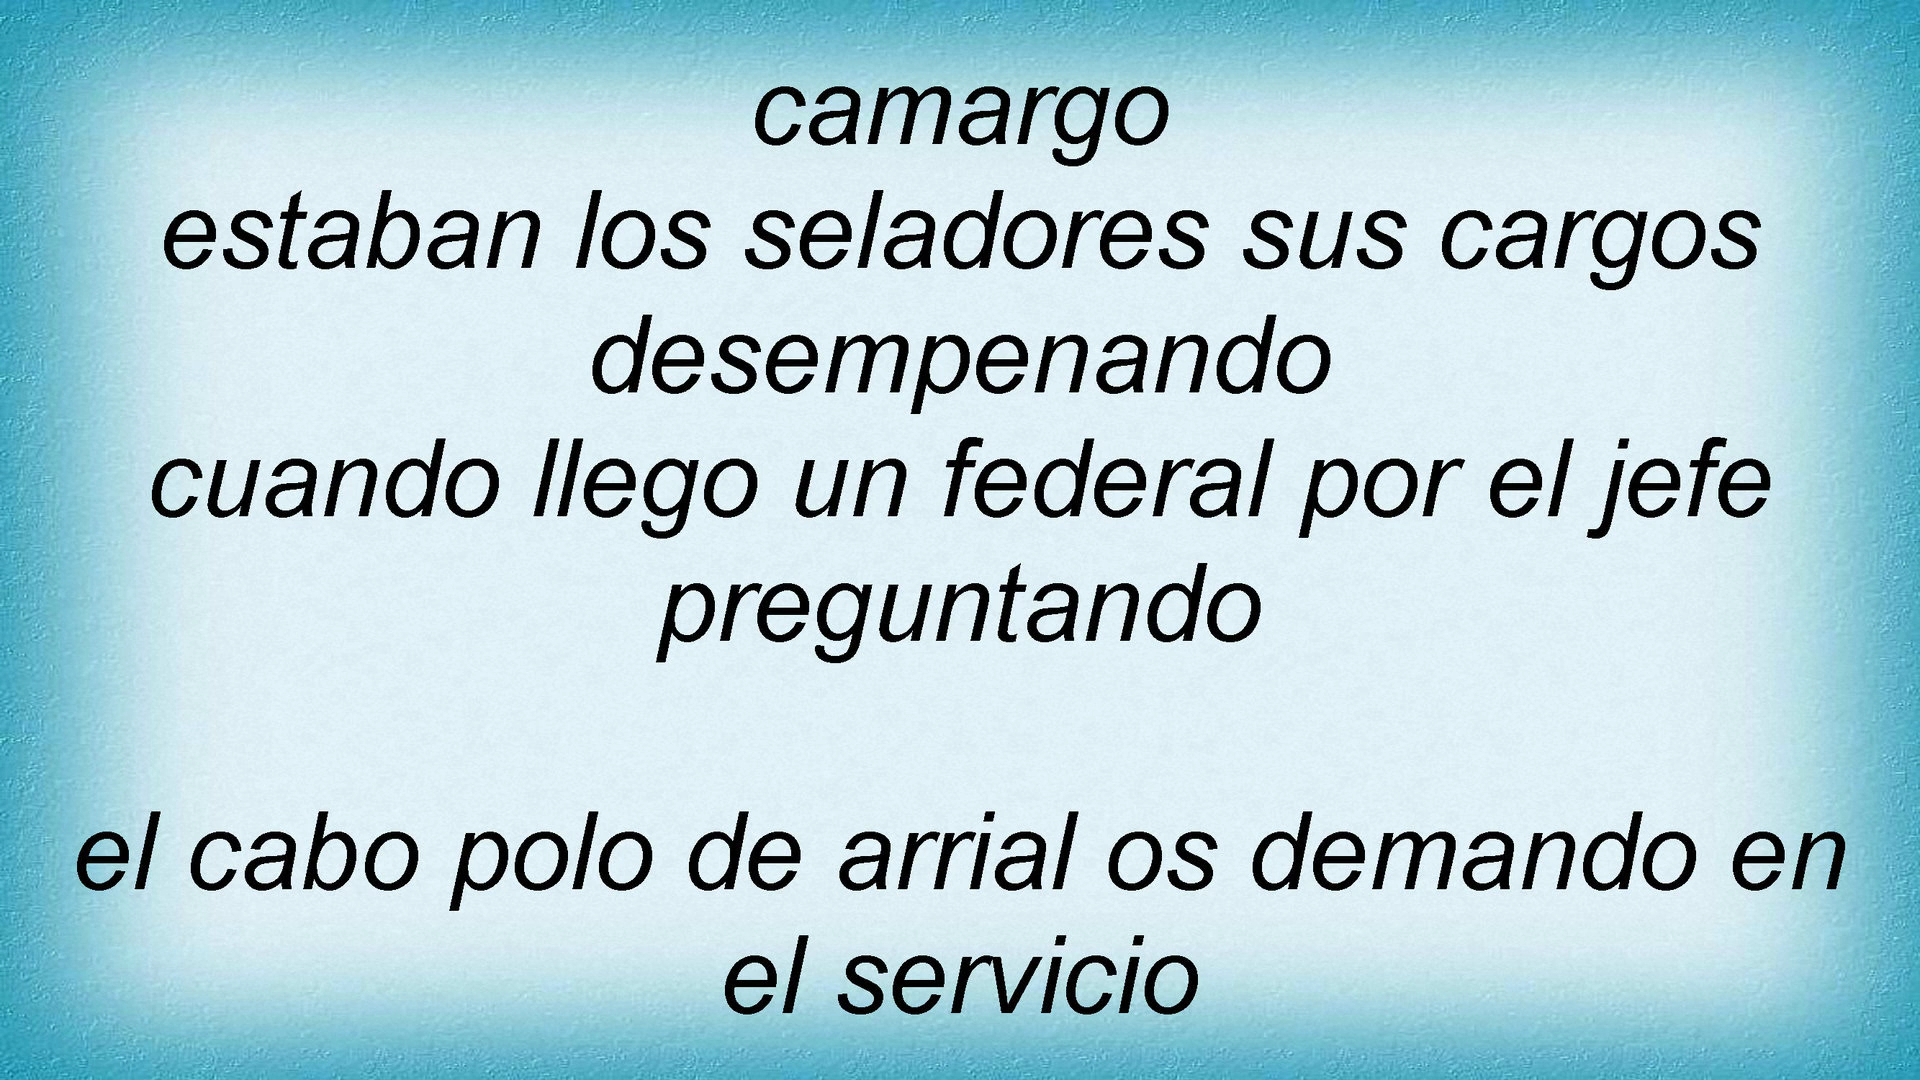 camargo
estaban los seladores sus cargos
desempenando
cuando llego un federal por el jefe
preguntando
el cabo polo de arrial os demando en
el servicio